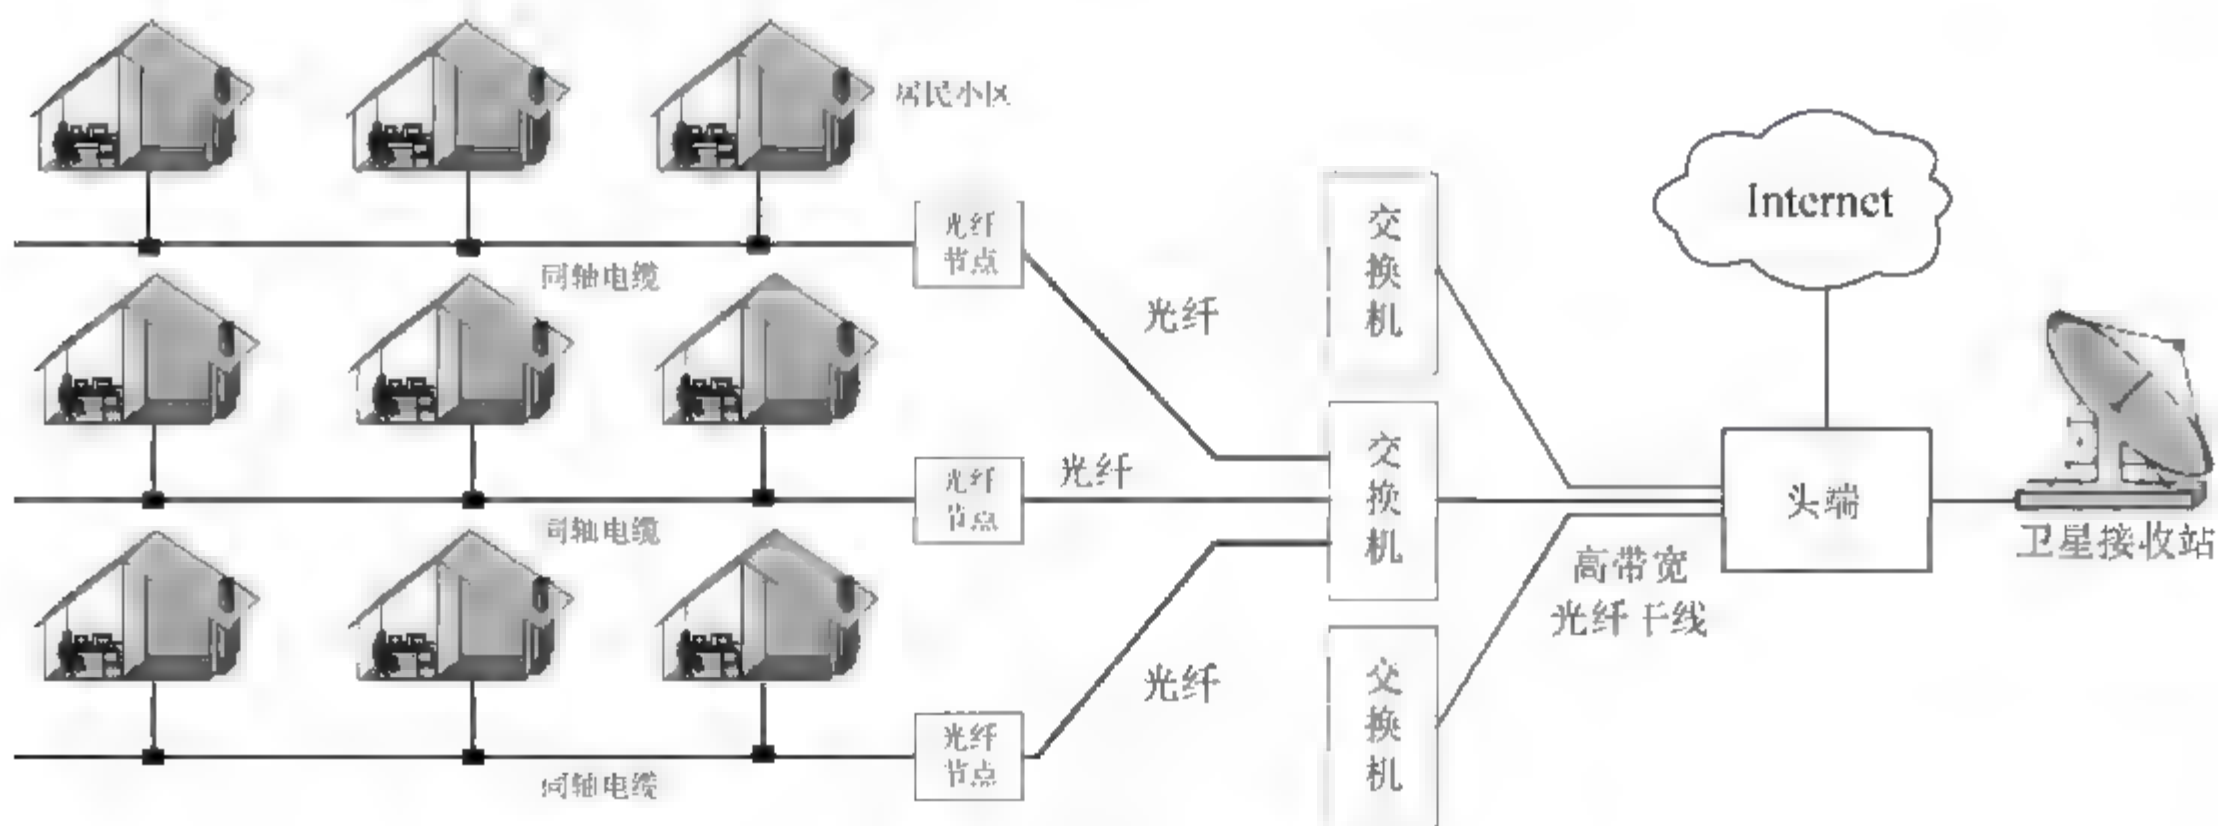 居民小区
光纤
节点
同轴电缆
光纤
交
换
机
Internet
光纤
节点
光纤
同轴电缆
交
换
机
头端
卫星接收站
高带宽
光纤干线
光纤
节点
光纤
同轴电缆
交
换
机